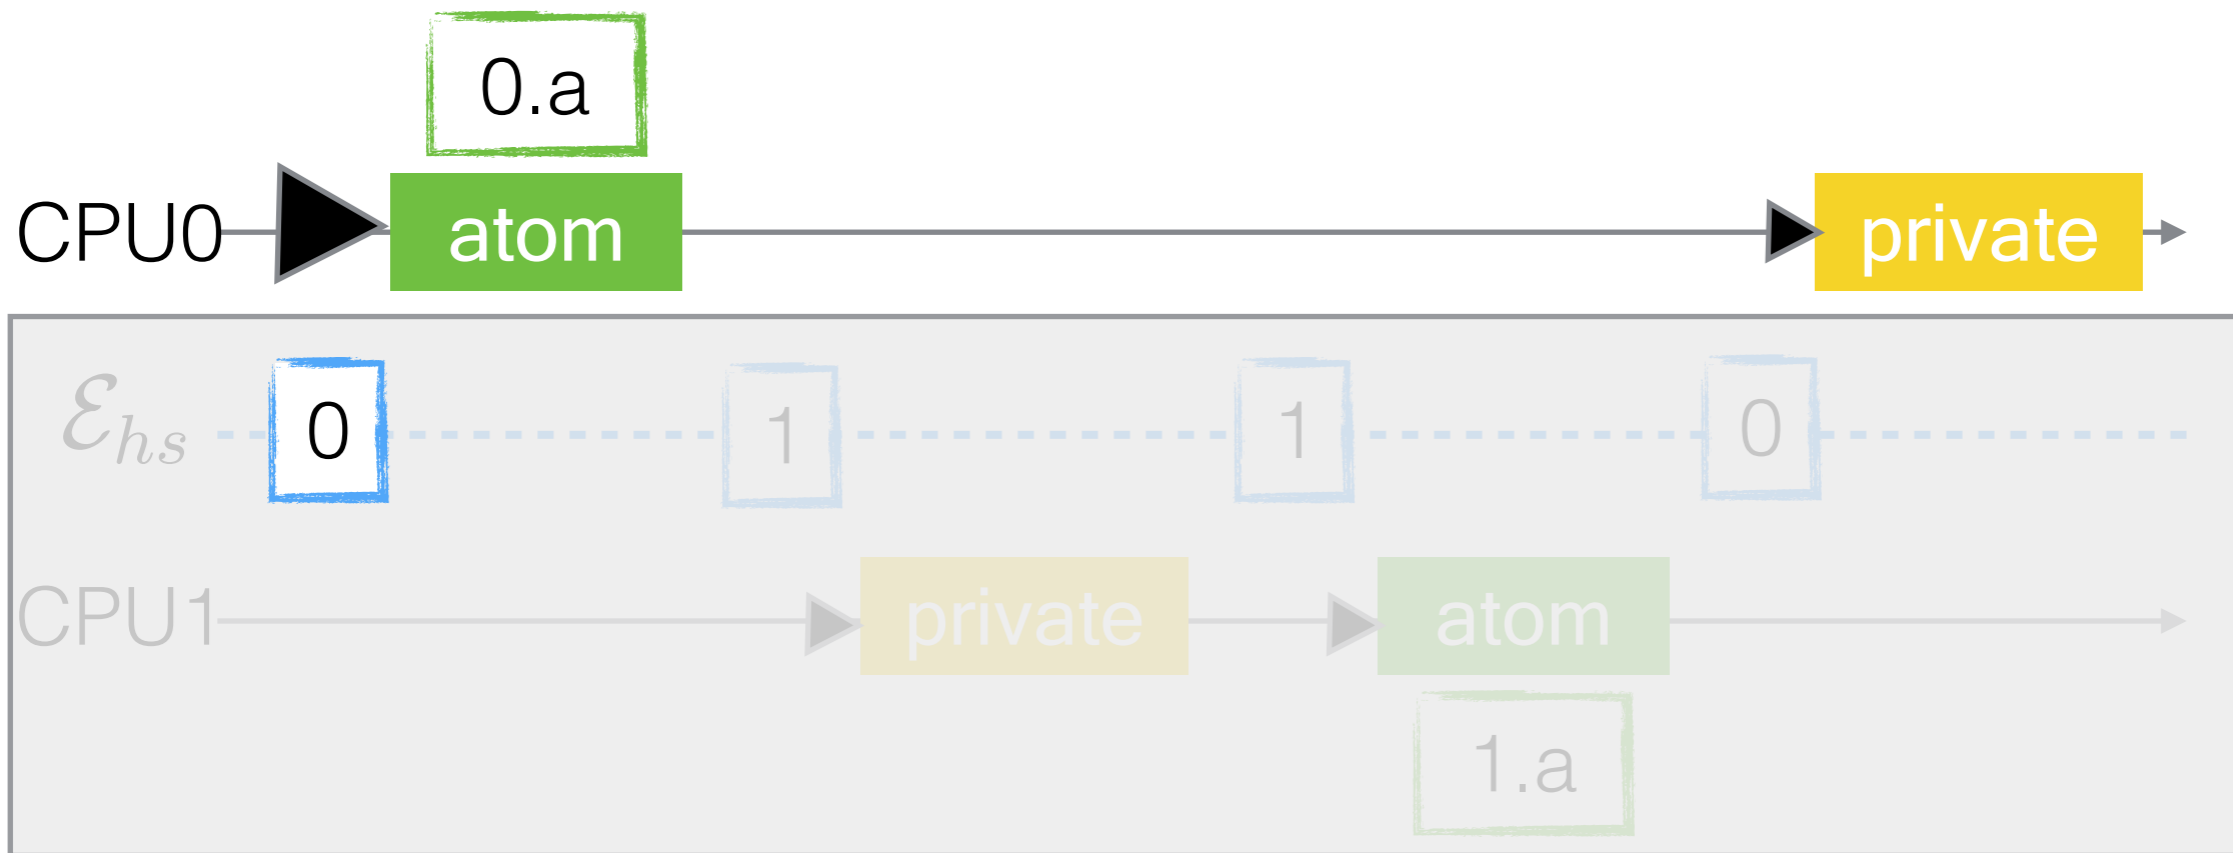 0.a
CPU0 atom private
ℰhs 0 1 1 0
CPU1 private atom
1.a